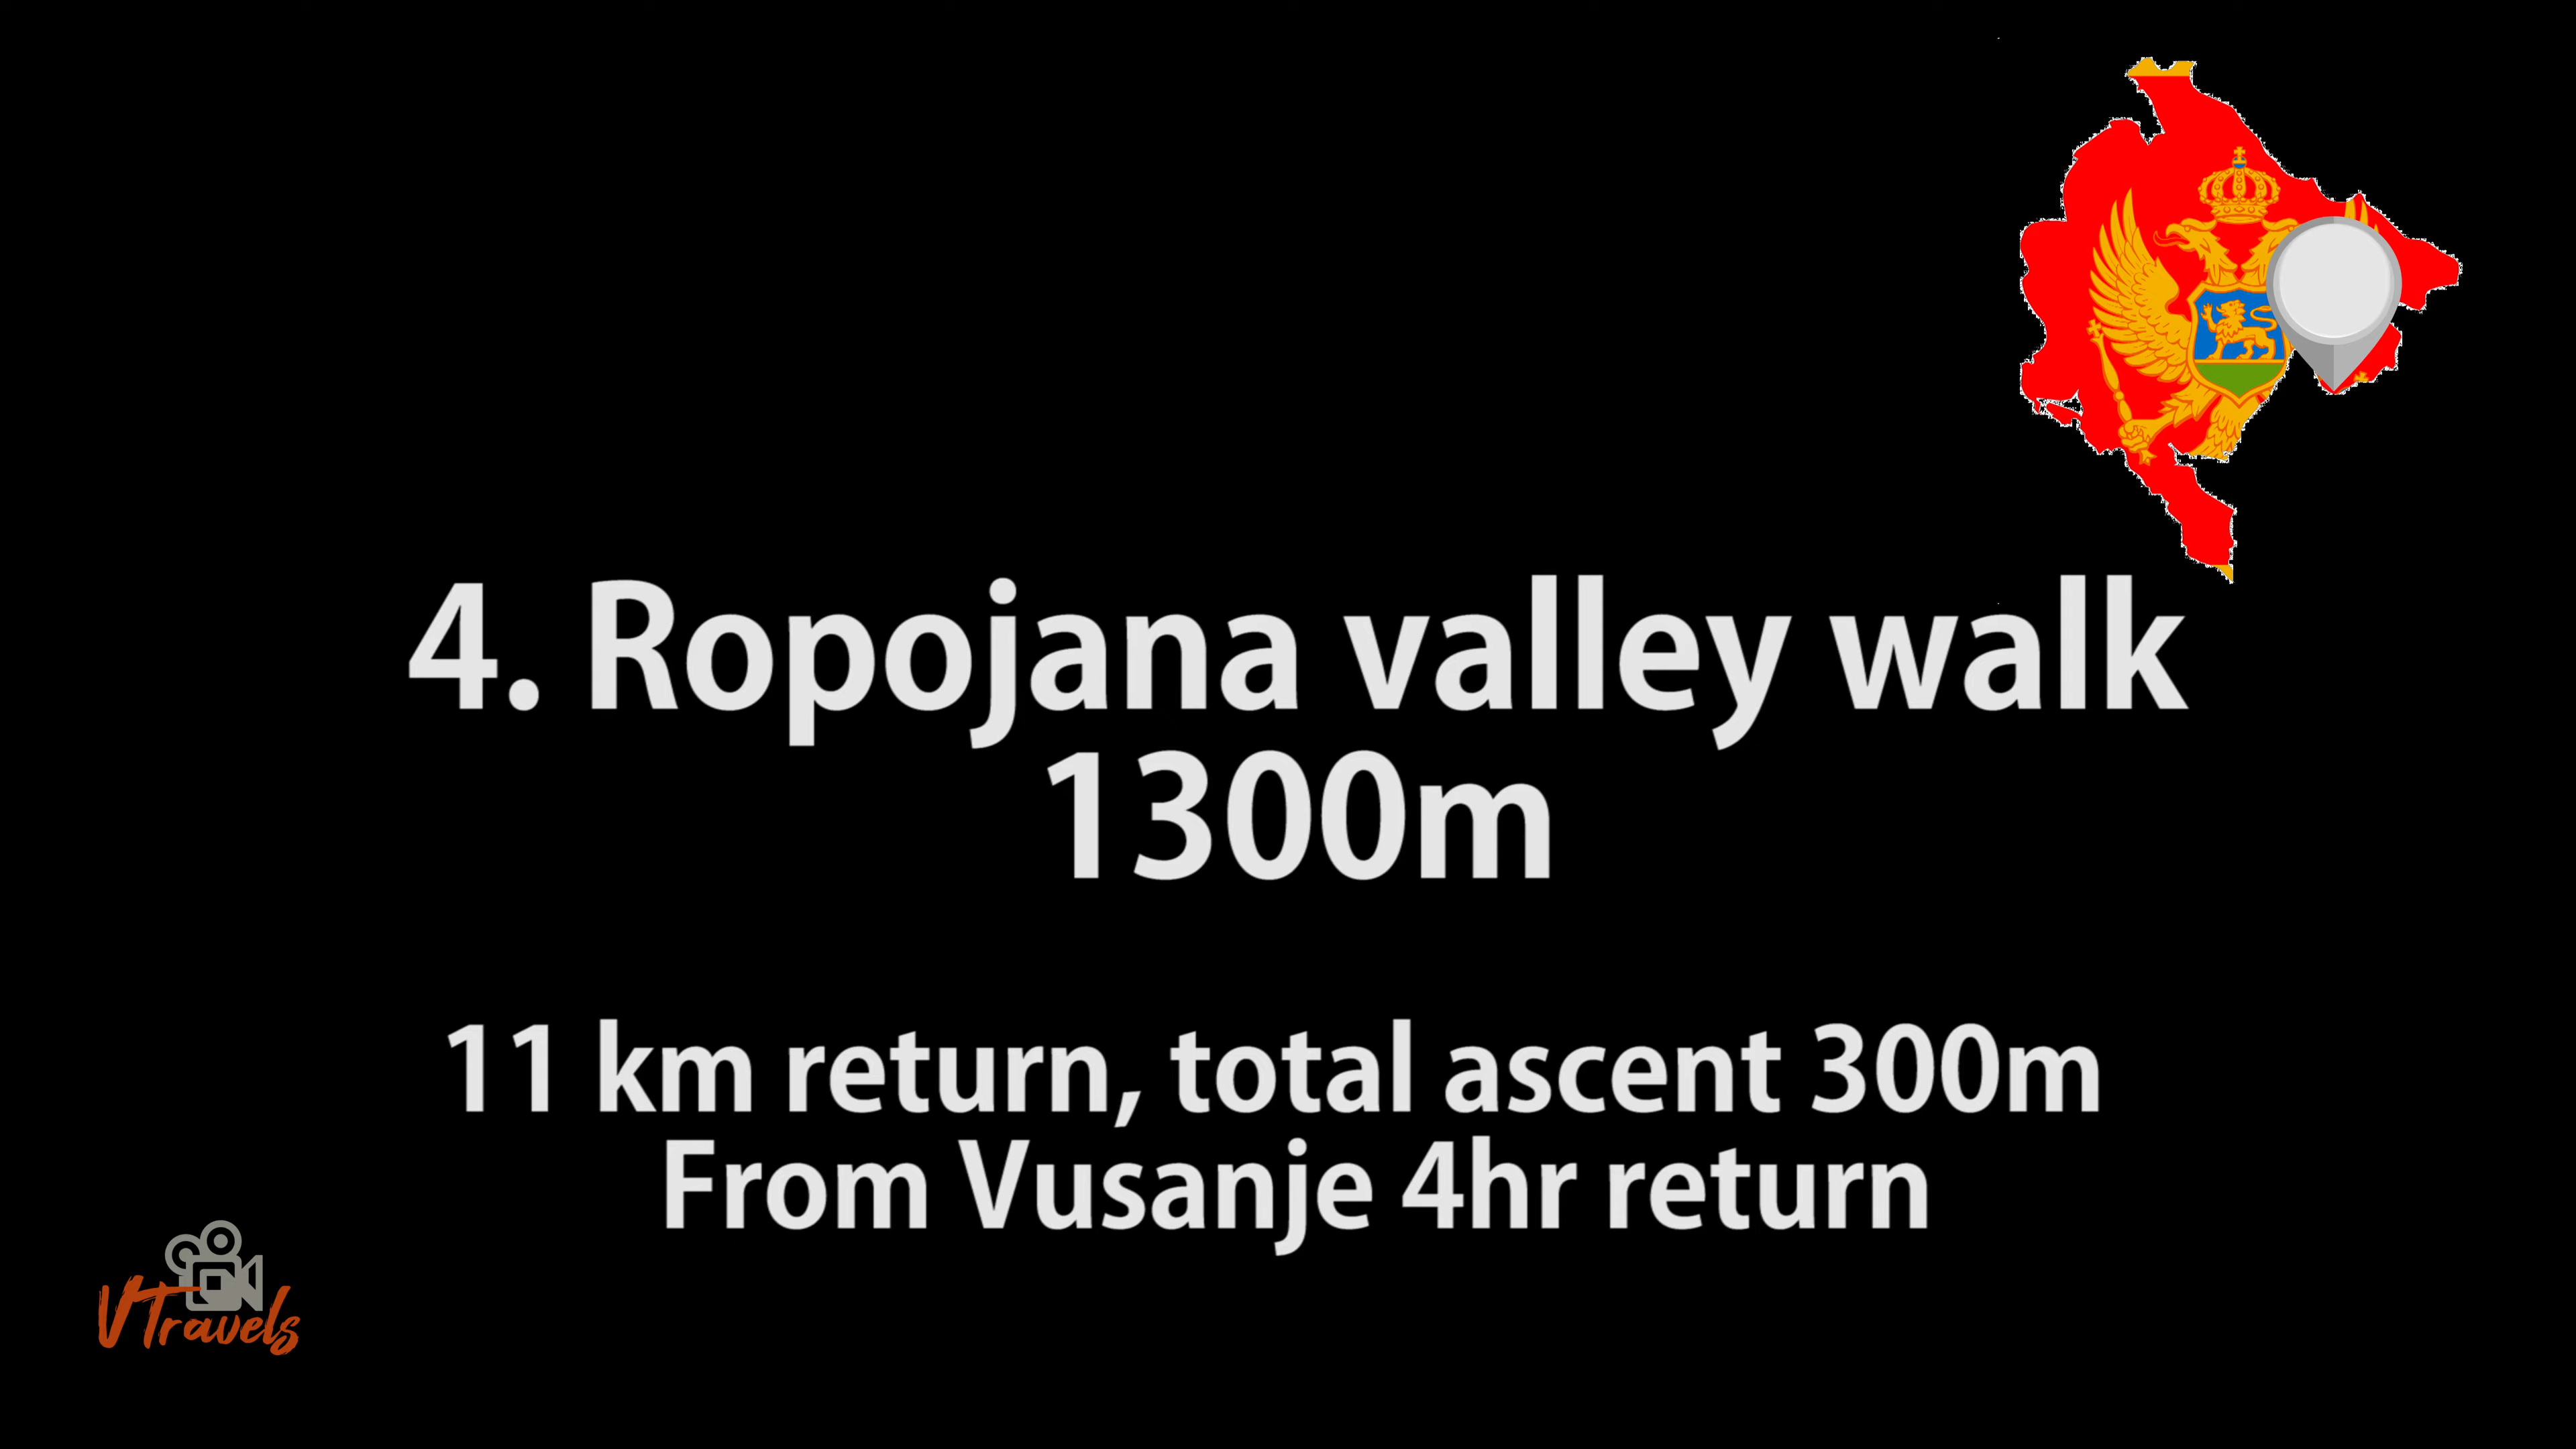 4. Ropojana valley walk
1300m
11 km return, total ascent 300m
From Vusanje 4hr return
VTravels